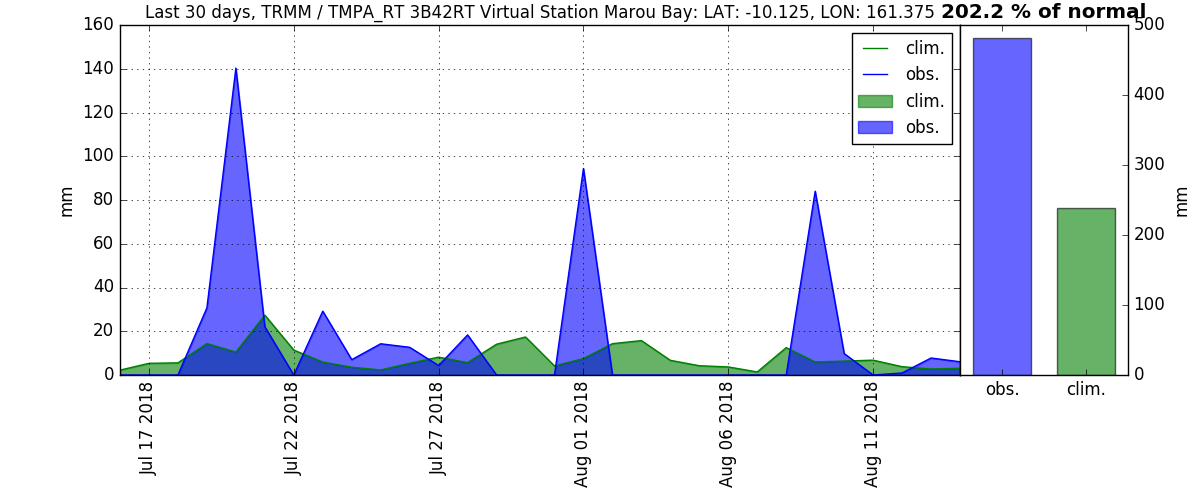 Last 30 days, TRMM / TMPA_RT 3B42RT Virtual Station Marou Bay: LAT: -10.125, LON: 161.375 202.2 % of normal
160
140
120
100
80
60
40
20
0
mm
clim.
obs.
clim.
obs.
500
400
300
200
100
0
mm
Jul 17 2018
Jul 22 2018
Jul 27 2018
Aug 01 2018
Aug 06 2018
Aug 11 2018
obs.
clim.